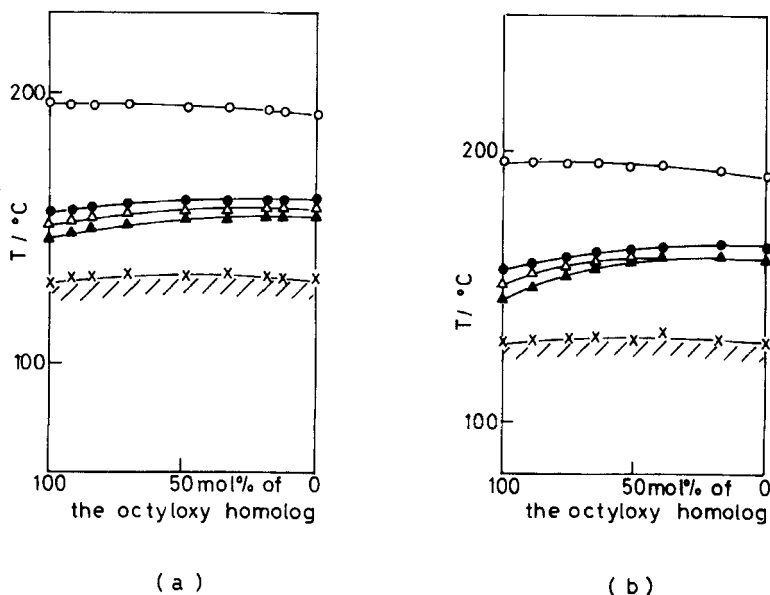 200
T / °C
100
100 50 mol% of 0
the octyloxy homolog
(a)
200
T / °C
100
100 50 mol% of 0
the octyloxy homolog
(b)